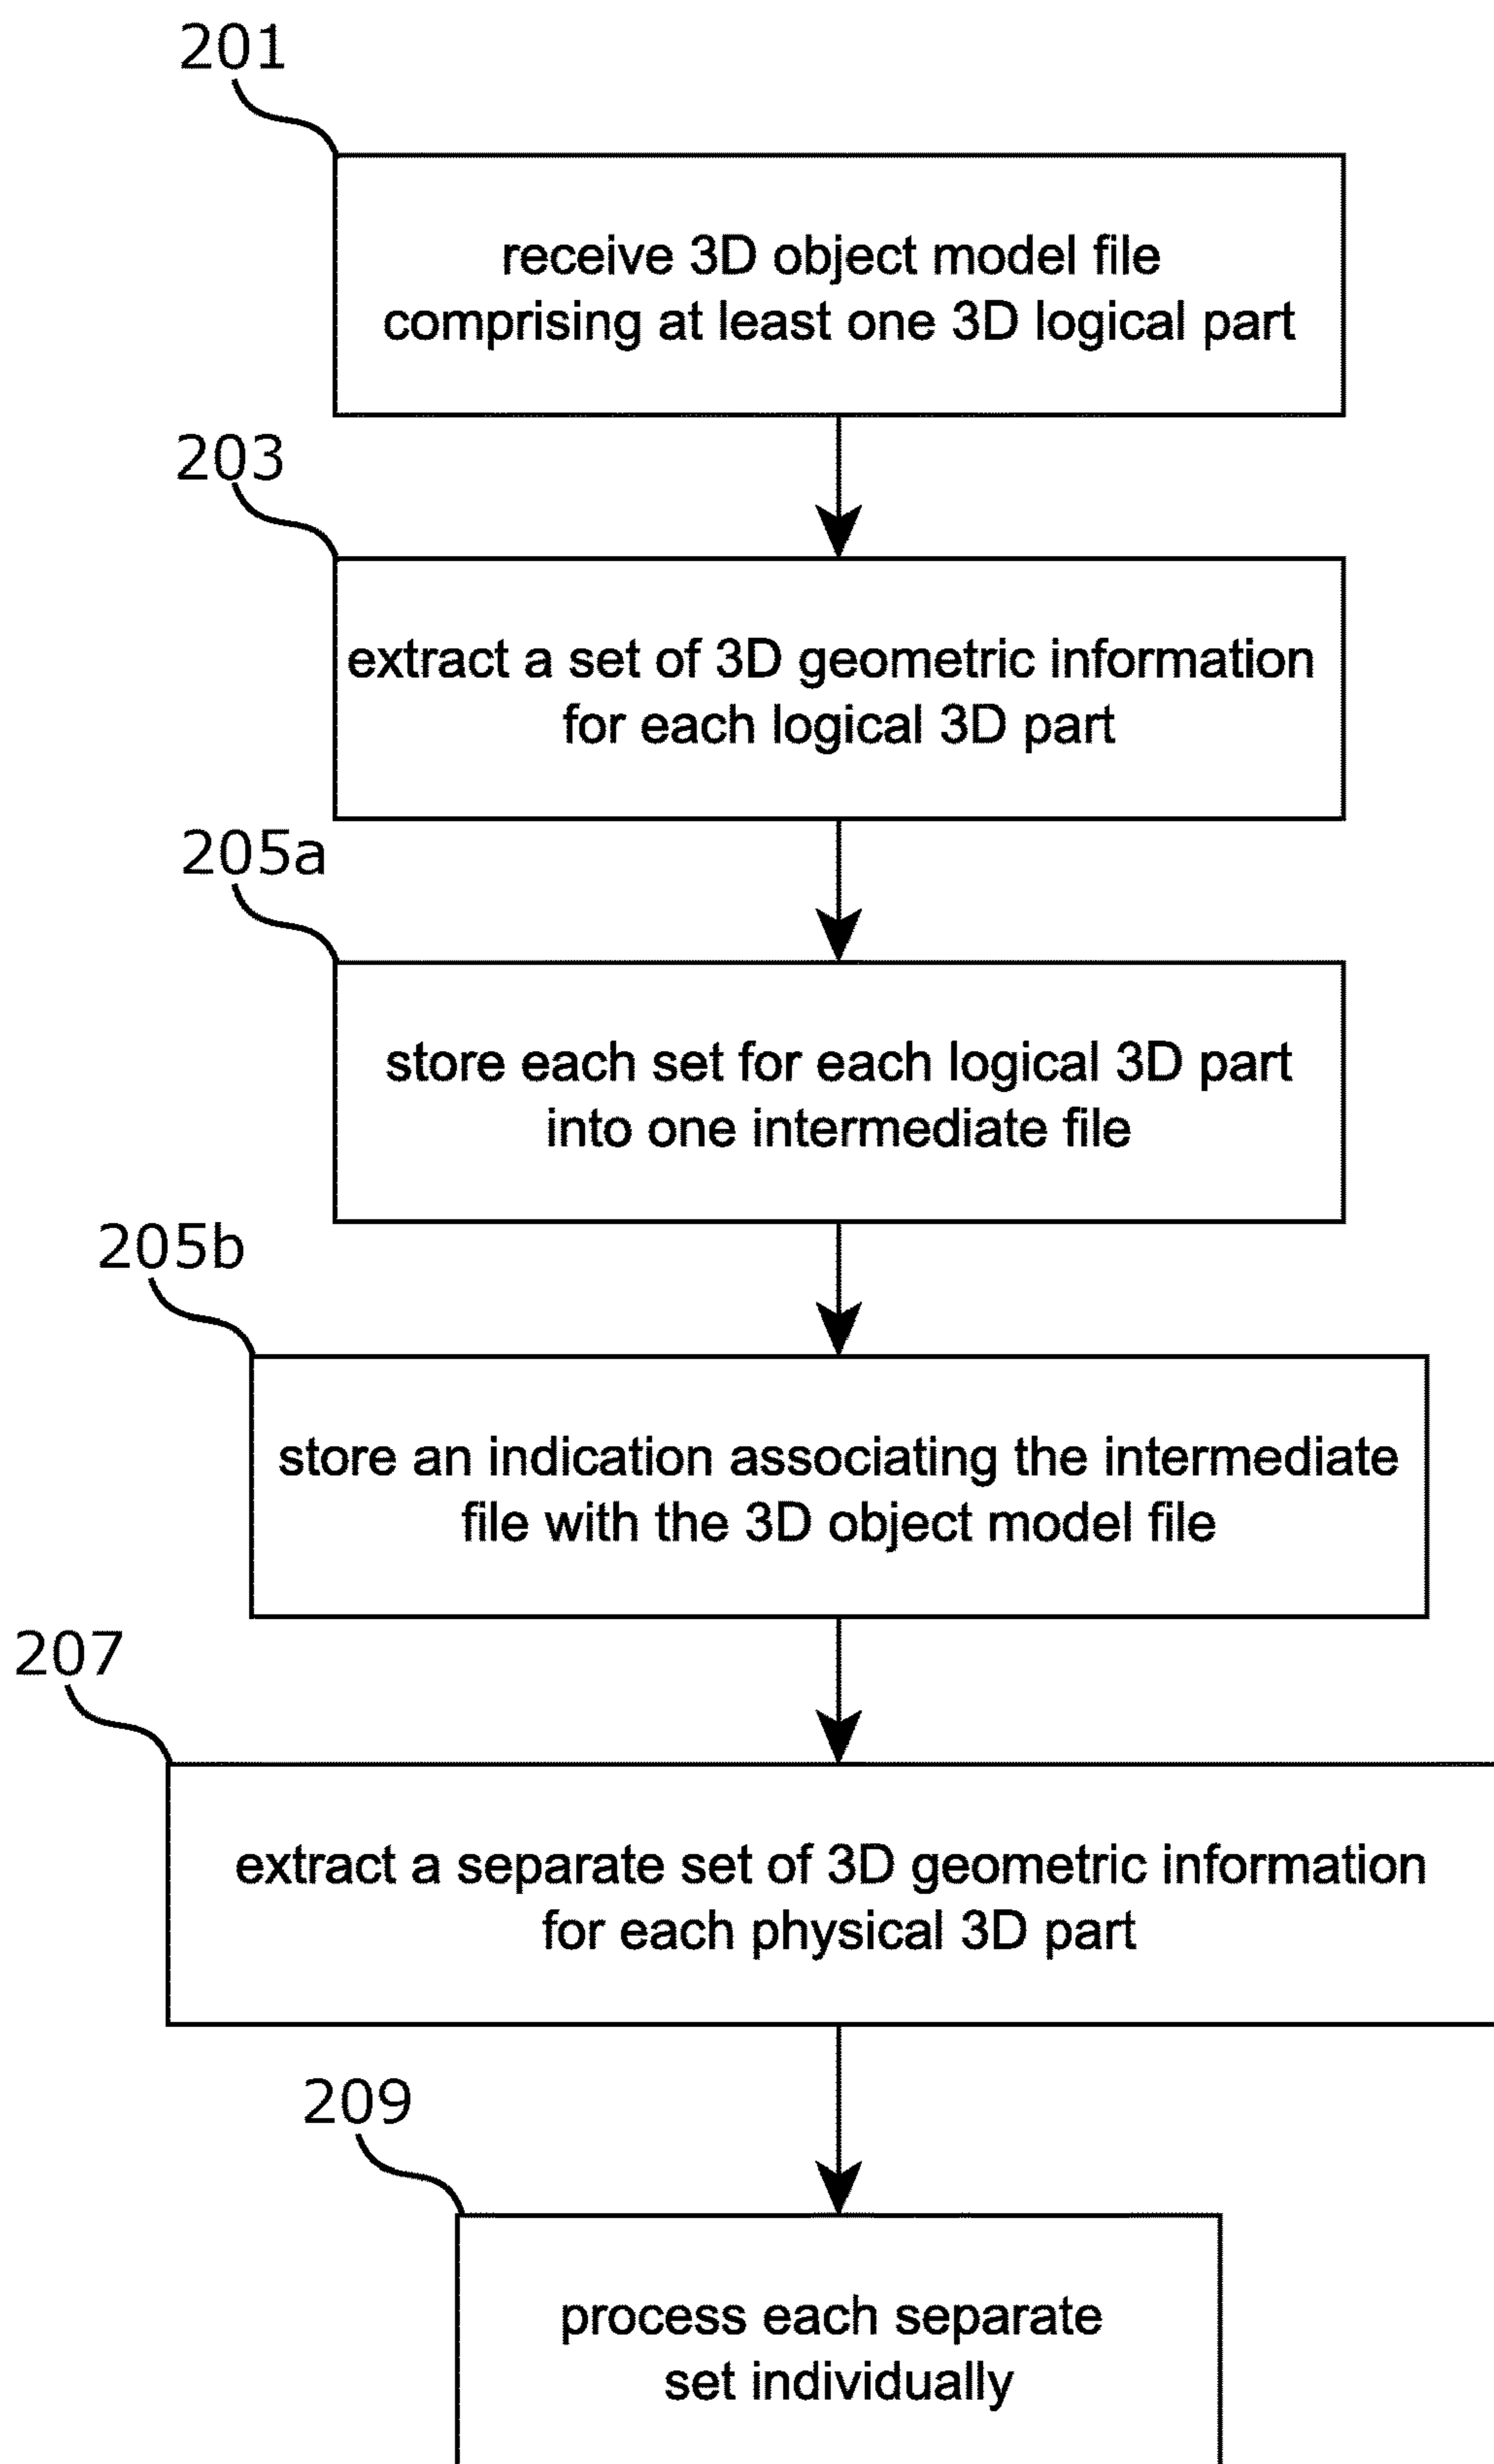 201
receive 3D object model file
comprising at least one 3D logical part
203
extract a set of 3D geometric information
for each logical 3D part
205a
store each set for each logical 3D part
into one intermediate file
205b
store an indication associating the intermediate
file with the 3D object model file
207
extract a separate set of 3D geometric information
for each physical 3D part
209
process each separate
set individually